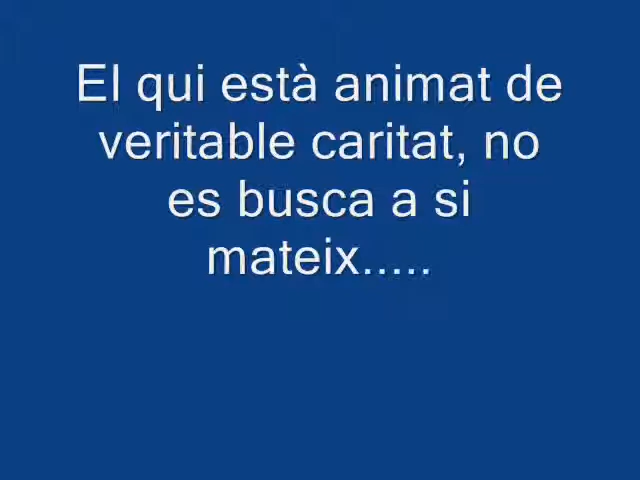 El qui està animat de
veritable caritat, no
es busca a si
mateix.....